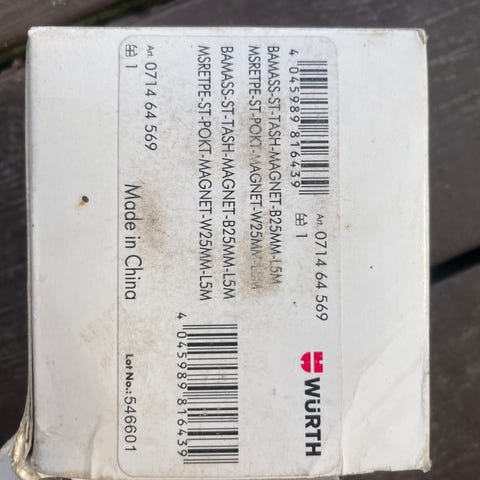 4 045989 816439
BAMASS-ST-TASH-MAGNET-B25MM-L5M
MSRETPE-ST-POKT-MAGNET-W25MM-L5M
1
Art. 0714 64 569
WÜRTH
BAMASS-ST-TASH-MAGNET-B25MM-L5M
MSRETPE-ST-POKT-MAGNET-W25MM-L5M
4 045989 816439
Art. 0714 64 569
1
Made in China
Lot No.: 546601